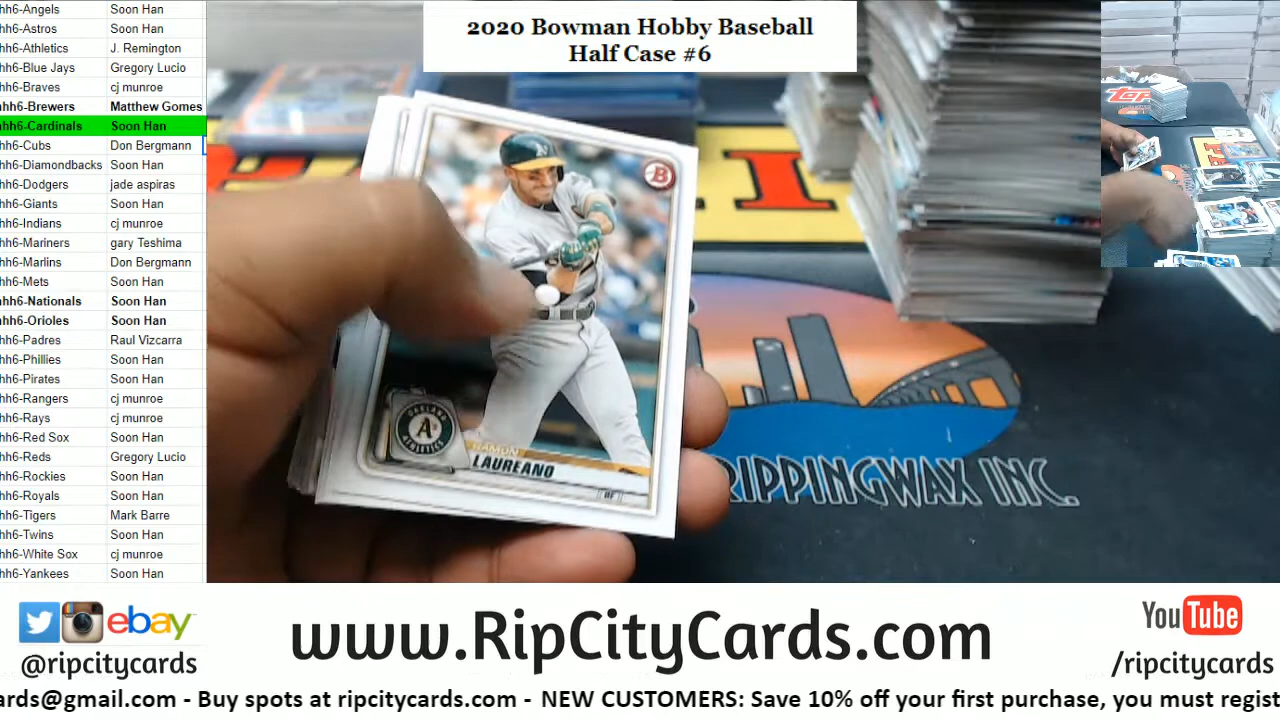 2020 Bowman Hobby Baseball
Half Case #6
hh6-Angels Soon Han
hh6-Astros Soon Han
hh6-Athletics J. Remington
hh6-Blue Jays Gregory Lucio
hh6-Braves cj munroe
hh6-Brewers Matthew Gomes
hh6-Cardinals Soon Han
hh6-Cubs Don Bergmann
hh6-Diamondbacks Soon Han
hh6-Dodgers jade aspiras
hh6-Giants Soon Han
hh6-Indians cj munroe
hh6-Mariners gary Teshima
hh6-Marlins Don Bergmann
hh6-Mets Soon Han
hh6-Nationals Soon Han
hh6-Orioles Soon Han
hh6-Padres Raul Vizcarra
hh6-Phillies Soon Han
hh6-Pirates Soon Han
hh6-Rangers cj munroe
hh6-Rays cj munroe
hh6-Red Sox Soon Han
hh6-Reds Gregory Lucio
hh6-Rockies Soon Han
hh6-Royals Soon Han
hh6-Tigers Mark Barre
hh6-Twins Soon Han
hh6-White Sox cj munroe
hh6-Yankees Soon Han
B
OAKLAND
A's
ATHLETICS
RAMON
LAUREANO
OF
RIPPINGWAX INC.
ebay
@ripcitycards
www.RipCityCards.com
YouTube
/ripcitycards
ards@gmail.com - Buy spots at ripcitycards.com - NEW CUSTOMERS: Save 10% off your first purchase, you must regist